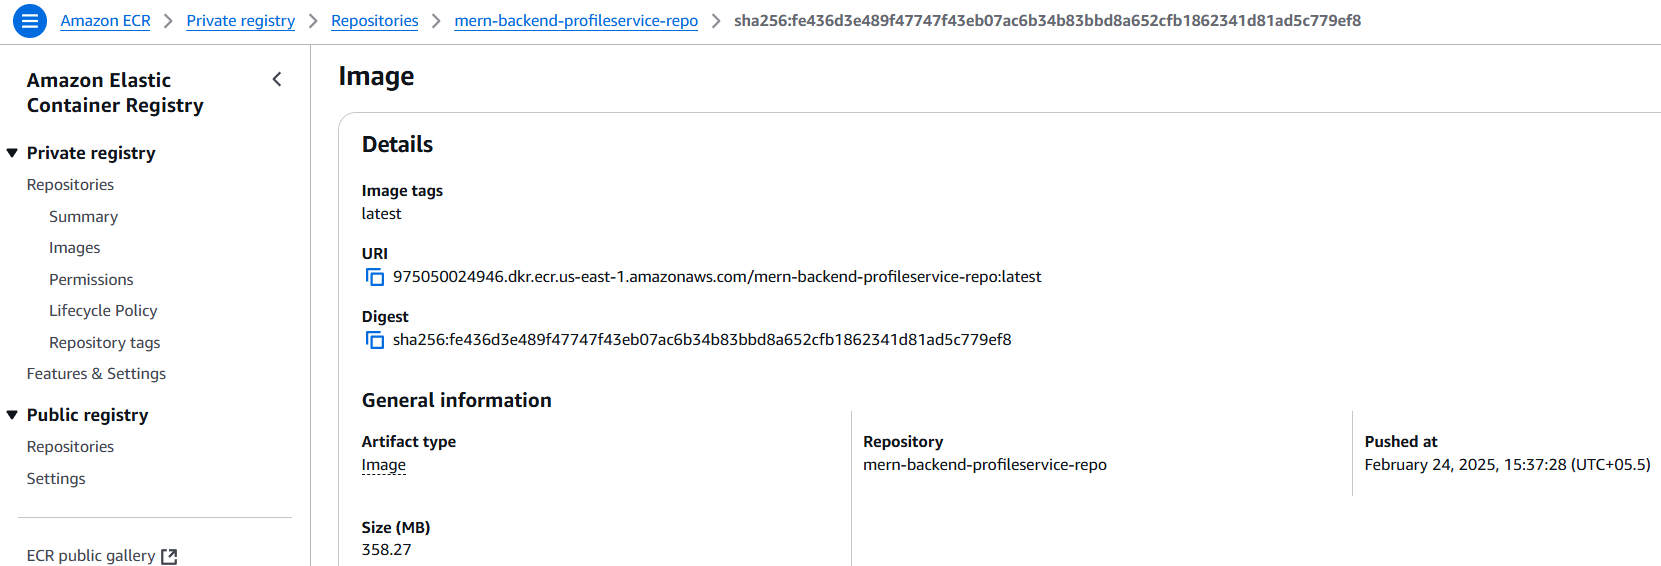 Amazon ECR > Private registry > Repositories > mern-backend-profileservice-repo > sha256:fe436d3e489f47747f43eb07ac6b34b83bbd8a652cfb1862341d81ad5c779ef8
Amazon Elastic
Container Registry
Private registry
Repositories
Summary
Images
Permissions
Lifecycle Policy
Repository tags
Features & Settings
Public registry
Repositories
Settings
ECR public gallery
Image
Details
Image tags
latest
URI
975050024946.dkr.ecr.us-east-1.amazonaws.com/mern-backend-profileservice-repo:latest
Digest
sha256:fe436d3e489f47747f43eb07ac6b34b83bbd8a652cfb1862341d81ad5c779ef8
General information
Artifact type
Image
Repository
mern-backend-profileservice-repo
Pushed at
February 24, 2025, 15:37:28 (UTC+05.5)
Size (MB)
358.27